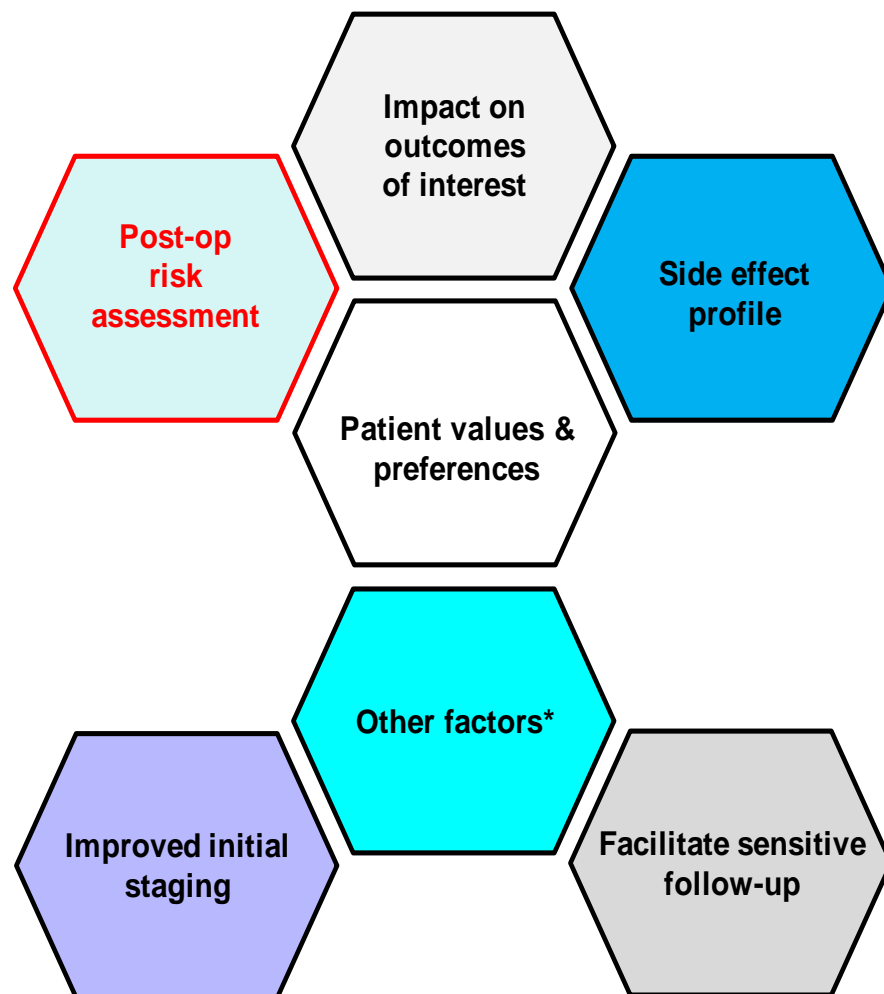 Impact on
outcomes
of interest
Post-op
risk
assessment
Side effect
profile
Patient values &
preferences
Other factors*
Improved initial
staging
Facilitate sensitive
follow-up